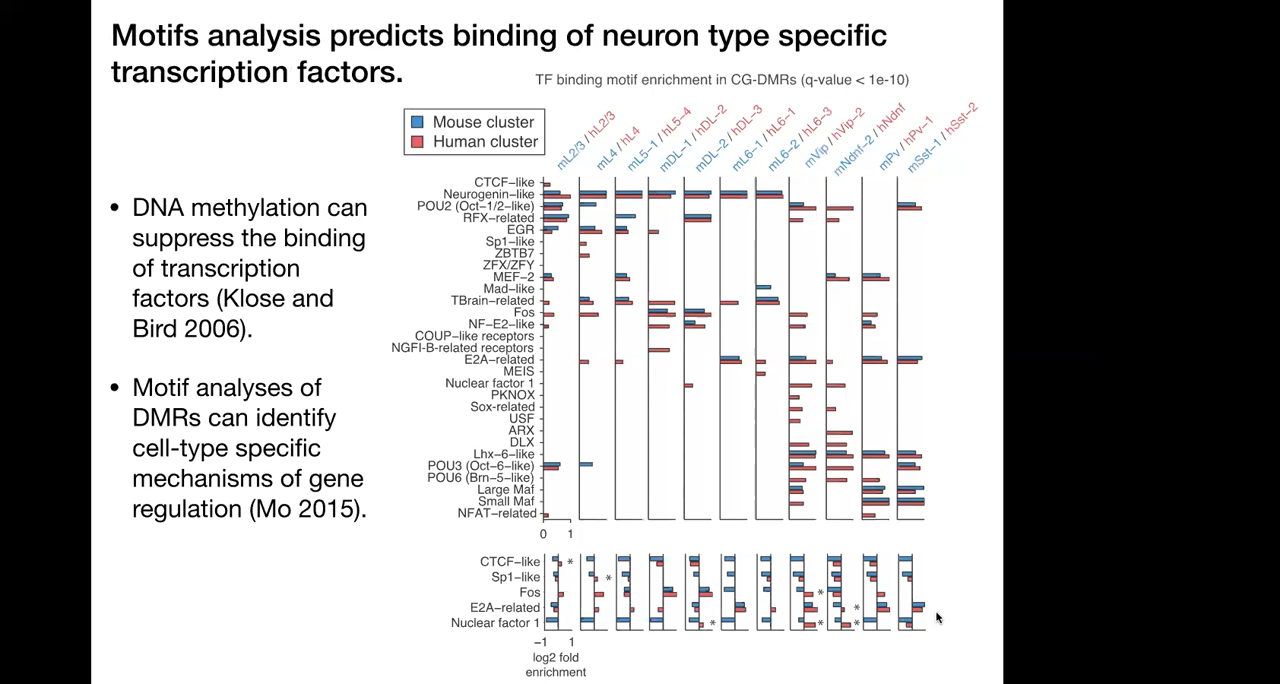 Motifs analysis predicts binding of neuron type specific
transcription factors.
TF binding motif enrichment in CG-DMRs (q-value < 1e-10)
Mouse cluster
Human cluster
mL2/3 / hL2/3
mL4 / hL4
mL5-1 / hL5-4
mDL-1 / hDL-2
mDL-2 / hDL-3
mL6-1 / hL6-1
mL6-2 / hL6-3
mVip / hVip-2
mNdnf-2 / hNdnf
mPv / hPv-1
mSst-1 / hSst-2
• DNA methylation can
suppress the binding
of transcription
factors (Klose and
Bird 2006).
• Motif analyses of
DMRs can identify
cell-type specific
mechanisms of gene
regulation (Mo 2015).
CTCF-like
Neurogenin-like
POU2 (Oct-1/2-like)
RFX-related
EGR
Sp1-like
ZBTB7
ZFX/ZFY
MEF-2
Mad-like
TBrain-related
Fos
NF-E2-like
COUP-like receptors
NGFI-B-related receptors
E2A-related
MEIS
Nuclear factor 1
PKNOX
Sox-related
USF
ARX
DLX
Lhx-6-like
POU3 (Oct-6-like)
POU6 (Brn-5-like)
Large Maf
Small Maf
NFAT-related
0 1
CTCF-like *
Sp1-like *
Fos *
E2A-related *
Nuclear factor 1 * * *
−1 1
log2 fold
enrichment